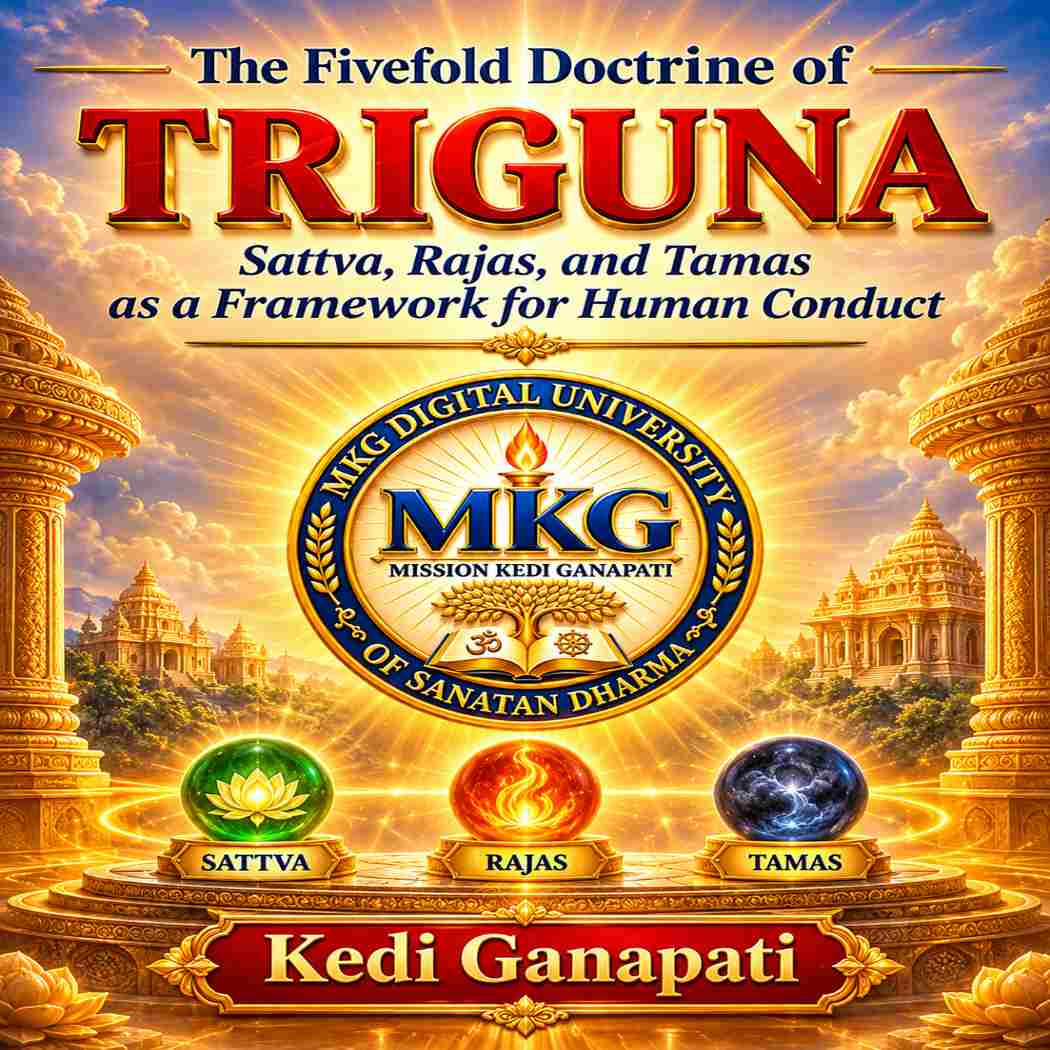 The Fivefold Doctrine of
TRIGUNA
Sattva, Rajas, and Tamas
as a Framework for Human Conduct
MKG DIGITAL UNIVERSITY
MKG
MISSION KEDI GANAPATI
ॐ
OF SANATAN DHARMA
SATTVA
RAJAS
TAMAS
Kedi Ganapati